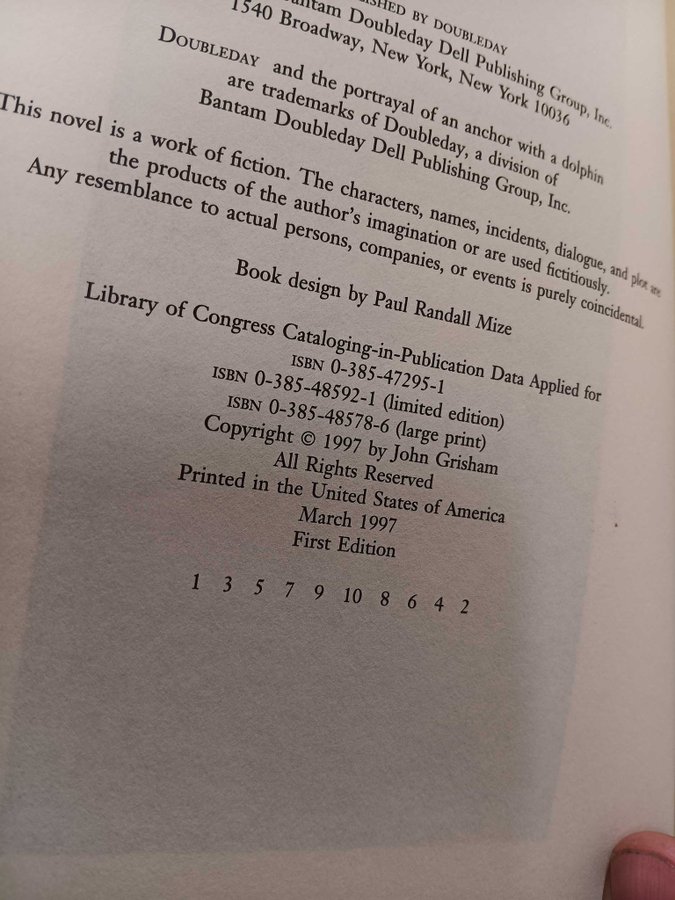 BY DOUBLEDAY
Bantam Doubleday Dell Publishing Group, Inc.
1540 Broadway, New York, New York 10036
DOUBLEDAY and the portrayal of an anchor with a dolphin
are trademarks of Doubleday, a division of
Bantam Doubleday Dell Publishing Group, Inc.
This novel is a work of fiction. The characters, names, incidents, dialogue, and plot are
the products of the author's imagination or are used fictitiously.
Any resemblance to actual persons, companies, or events is purely coincidental.
Book design by Paul Randall Mize
Library of Congress Cataloging-in-Publication Data Applied for
ISBN 0-385-47295-1
ISBN 0-385-48592-1 (limited edition)
ISBN 0-385-48578-6 (large print)
Copyright © 1997 by John Grisham
All Rights Reserved
Printed in the United States of America
March 1997
First Edition
1 3 5 7 9 10 8 6 4 2